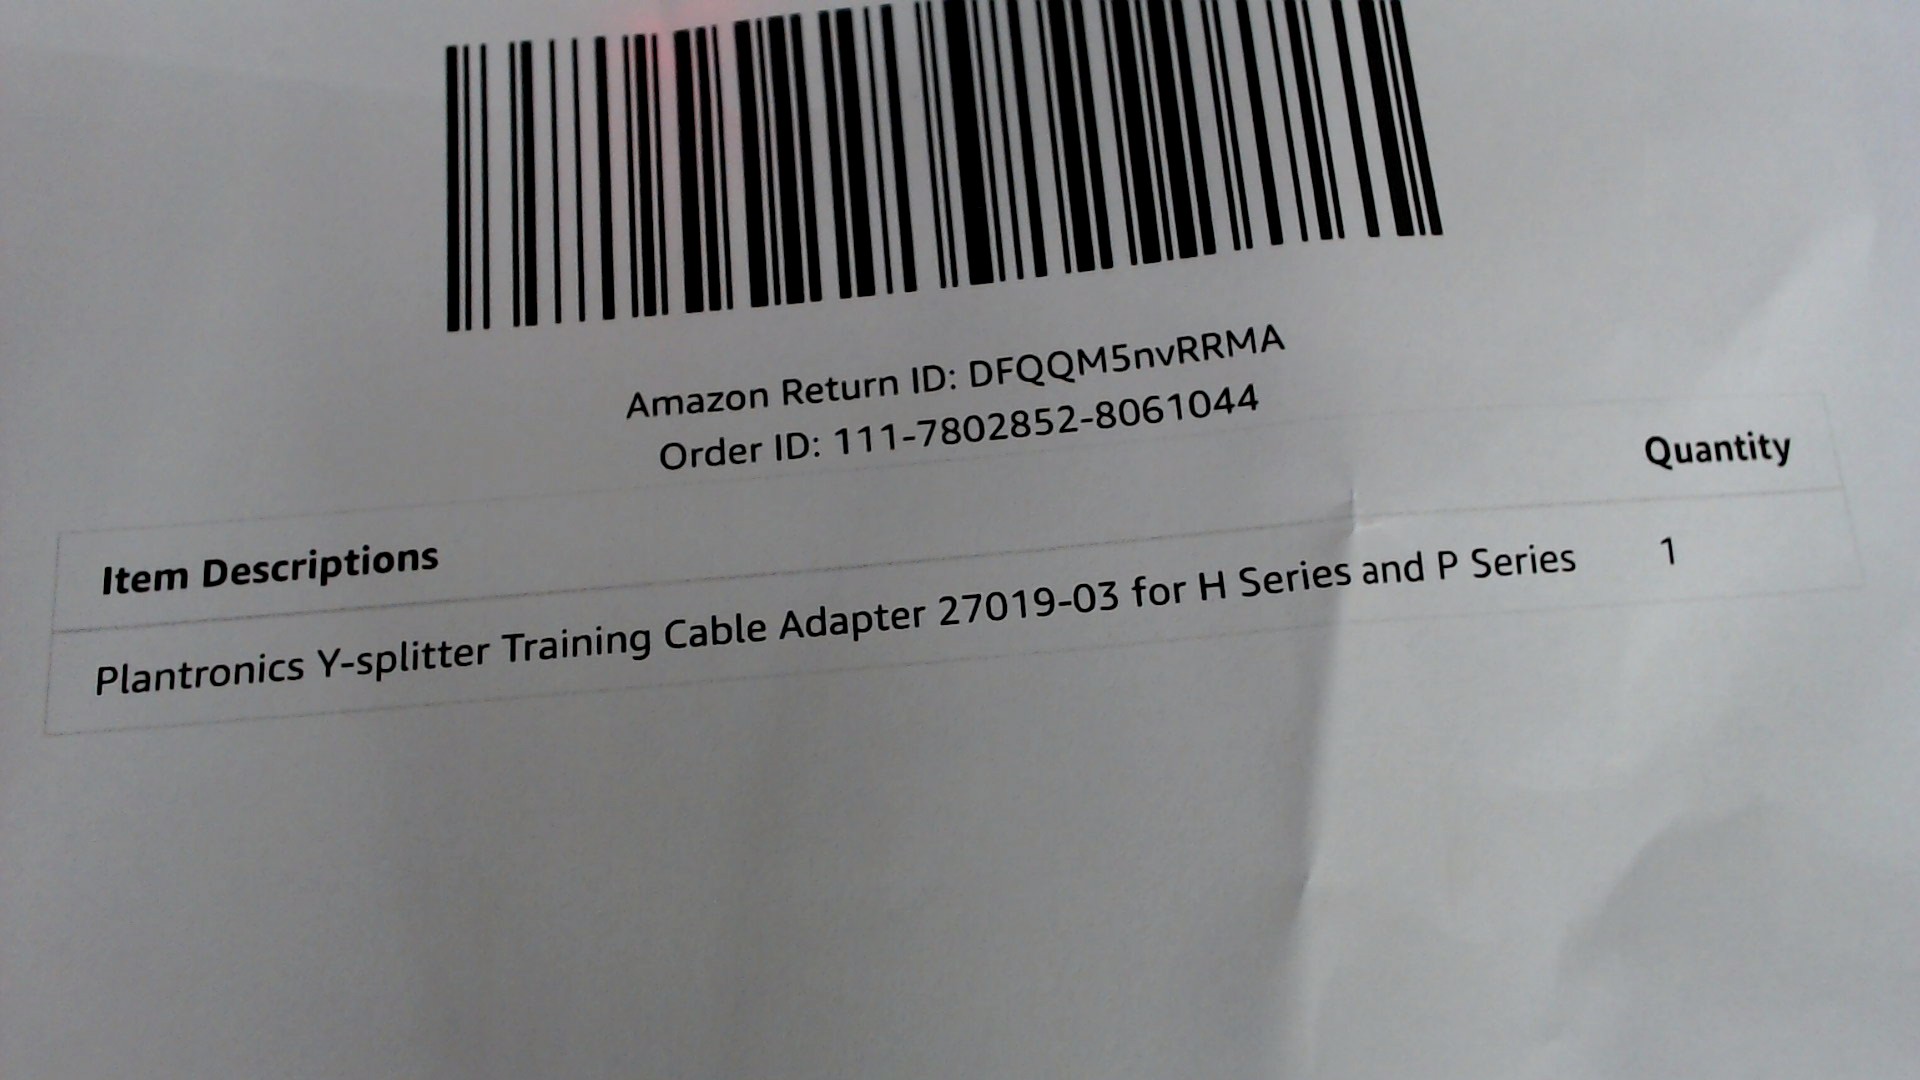 Amazon Return ID: DFQQM5nvRRMA
Order ID: 111-7802852-8061044
Item Descriptions Quantity
Plantronics Y-splitter Training Cable Adapter 27019-03 for H Series and P Series 1